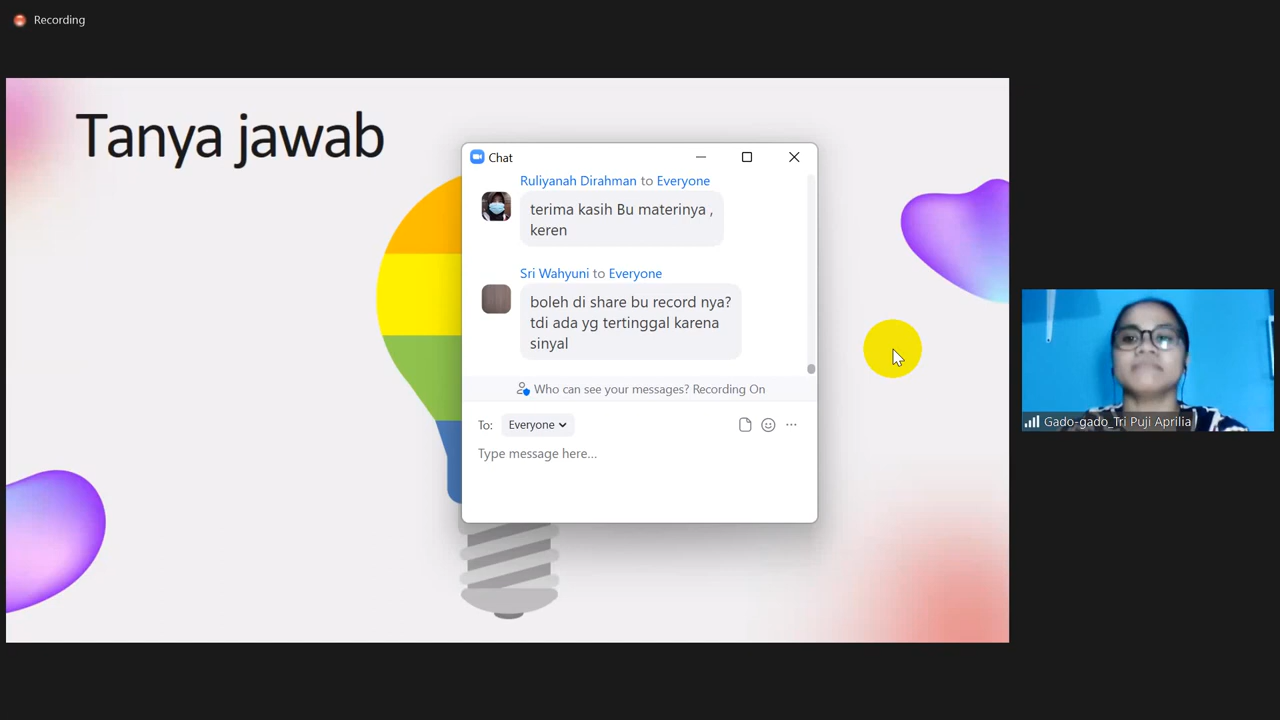 Recording
Tanya jawab
Chat
Ruliyanah Dirahman to Everyone
terima kasih Bu materinya ,
keren
Sri Wahyuni to Everyone
boleh di share bu record nya?
tdi ada yg tertinggal karena
sinyal
Who can see your messages? Recording On
To: Everyone
Type message here...
Gado-gado_Tri Puji Aprilia